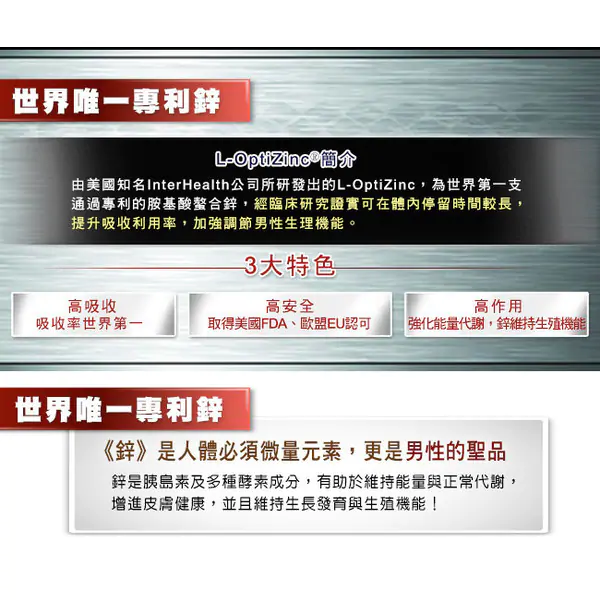 世界唯一專利鋅
L-OptiZinc®簡介
由美國知名InterHealth公司所研發出的L-OptiZinc，為世界第一支
通過專利的胺基酸螯合鋅，經臨床研究證實可在體內停留時間較長，
提升吸收利用率，加強調節男性生理機能。
3大特色
高吸收
吸收率世界第一
高安全
取得美國FDA、歐盟EU認可
高作用
強化能量代謝，鋅維持生殖機能
世界唯一專利鋅
《鋅》是人體必須微量元素，更是男性的聖品
鋅是胰島素及多種酵素成分，有助於維持能量與正常代謝，
增進皮膚健康，並且維持生長發育與生殖機能！